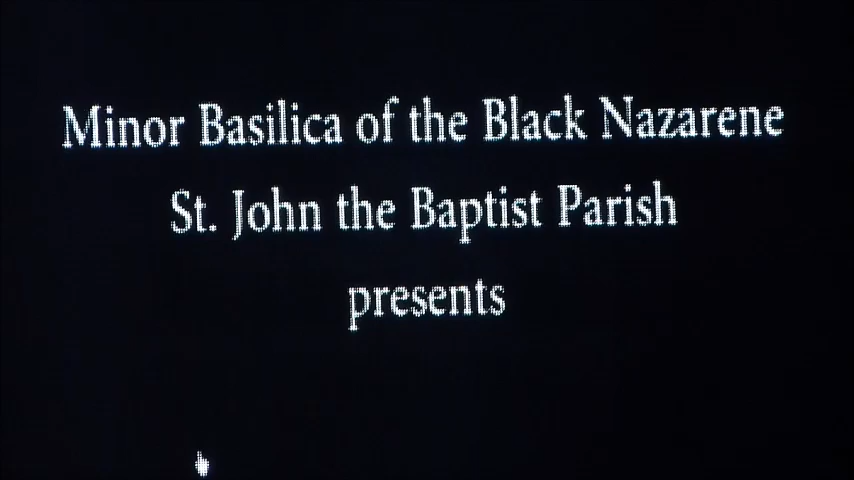 Minor Basilica of the Black Nazarene
St. John the Baptist Parish
presents